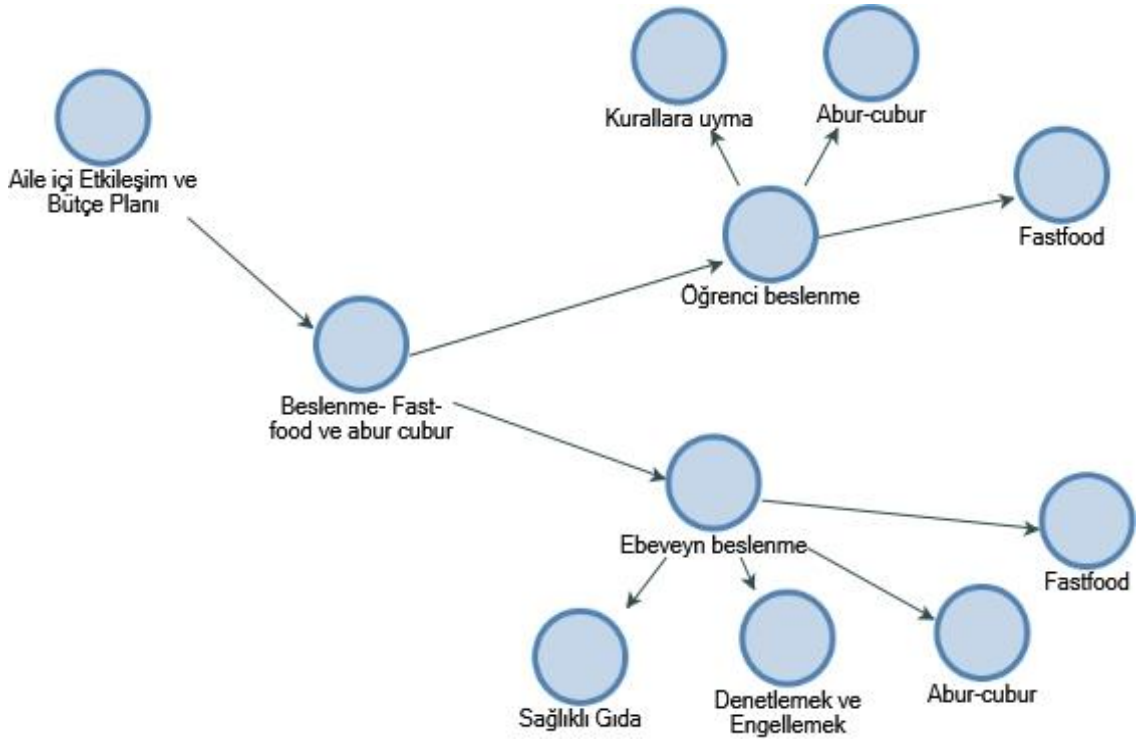 Kurallara uyma
Abur-cubur
Aile içi Etkileşim ve
Bütçe Planı
Fastfood
Öğrenci beslenme
Beslenme- Fast-
food ve abur cubur
Ebeveyn beslenme
Fastfood
Sağlıklı Gıda
Denetlemek ve
Engellemek
Abur-cubur